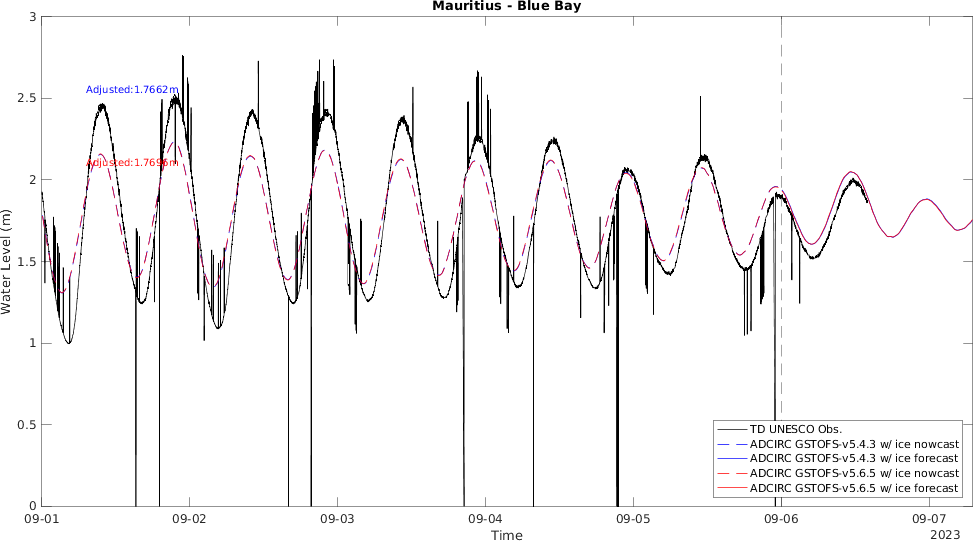 Mauritius - Blue Bay
Water Level (m)
3
2.5
2
1.5
1
0.5
0
Adjusted:1.7662m
Adjusted:1.7696m
TD UNESCO Obs.
ADCIRC GSTOFS-v5.4.3 w/ ice nowcast
ADCIRC GSTOFS-v5.4.3 w/ ice forecast
ADCIRC GSTOFS-v5.6.5 w/ ice nowcast
ADCIRC GSTOFS-v5.6.5 w/ ice forecast
09-01 09-02 09-03 09-04 09-05 09-06 09-07
Time
2023